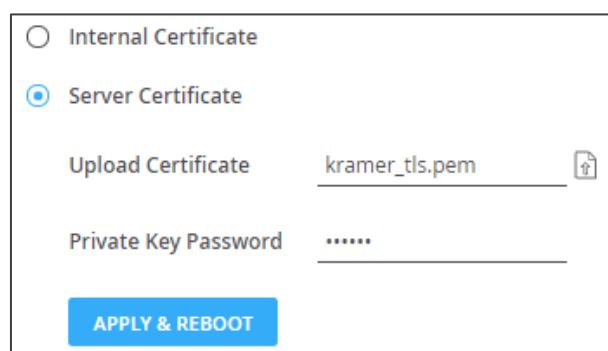 Internal Certificate
Server Certificate
Upload Certificate kramer_tls.pem
Private Key Password ••••••
APPLY & REBOOT